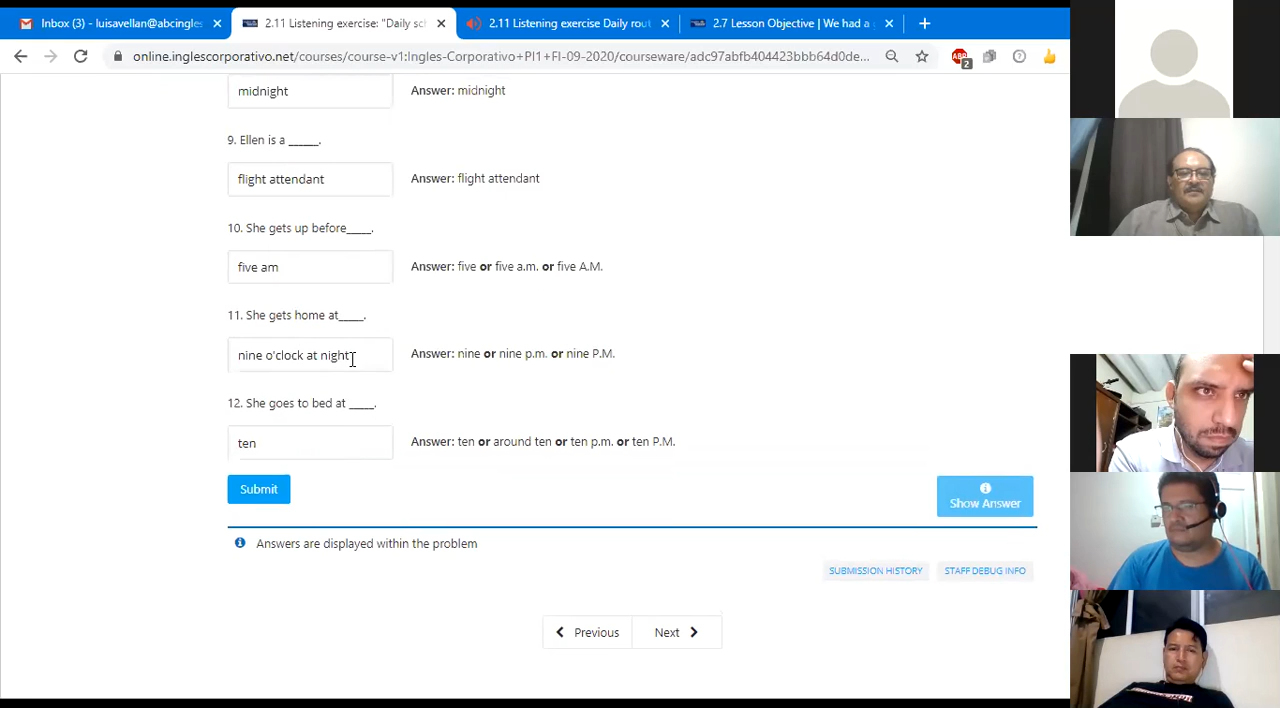 Inbox (3) - luisavellan@abcingles
2.11 Listening exercise: "Daily sch
2.11 Listening exercise Daily rout
2.7 Lesson Objective | We had a g
online.inglescorporativo.net/courses/course-v1:Ingles-Corporativo+PI1+FI-09-2020/courseware/adc97abfb404423bbb64d0de...
ABP
2
midnight
Answer: midnight
9. Ellen is a ______.
flight attendant
Answer: flight attendant
10. She gets up before_____.
five am
Answer: five or five a.m. or five A.M.
11. She gets home at_____.
nine o'clock at night
Answer: nine or nine p.m. or nine P.M.
12. She goes to bed at _____.
ten
Answer: ten or around ten or ten p.m. or ten P.M.
Submit
Show Answer
Answers are displayed within the problem
SUBMISSION HISTORY
STAFF DEBUG INFO
Previous
Next